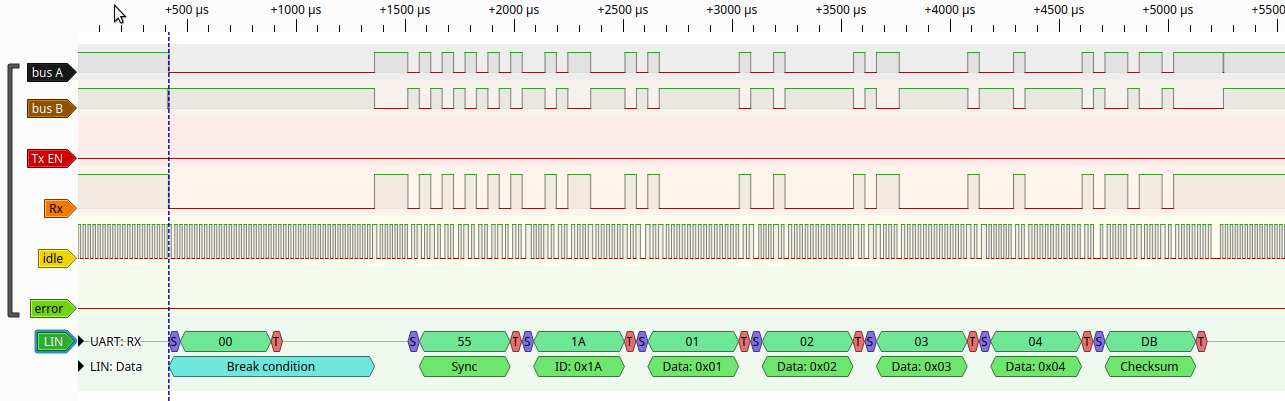 +500 µs +1000 µs +1500 µs +2000 µs +2500 µs +3000 µs +3500 µs +4000 µs +4500 µs +5000 µs +5500
bus A
bus B
Tx EN
Rx
idle
error
LIN UART: RX S 00 T S 55 T S 1A T S 01 T S 02 T S 03 T S 04 T S DB T
LIN: Data Break condition Sync ID: 0x1A Data: 0x01 Data: 0x02 Data: 0x03 Data: 0x04 Checksum